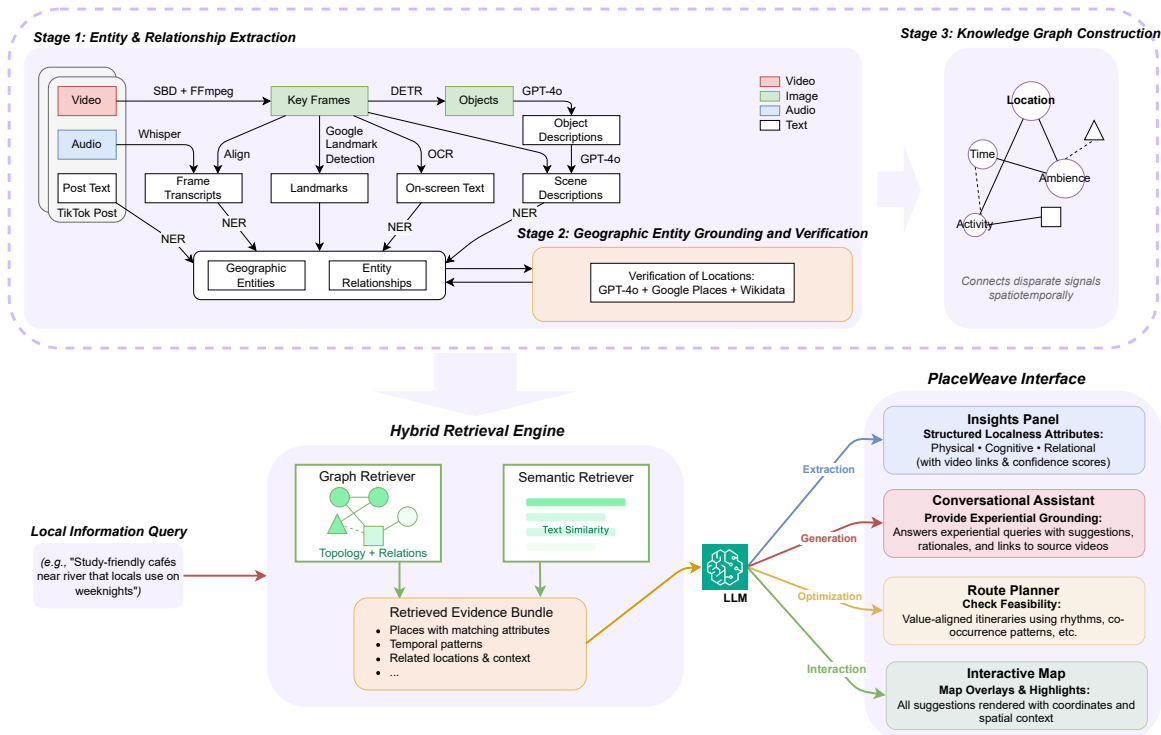 Stage 1: Entity & Relationship Extraction
Stage 3: Knowledge Graph Construction
Video
SBD + FFmpeg
Key Frames
DETR
Objects
GPT-4o
Video
Image
Audio
Text
Object
Descriptions
Audio
Whisper
Align
Google
Landmark
Detection
OCR
GPT-4o
Post Text
TikTok Post
Frame
Transcripts
Landmarks
On-screen Text
Scene
Descriptions
NER
NER
NER
NER
Geographic
Entities
Entity
Relationships
Stage 2: Geographic Entity Grounding and Verification
Verification of Locations:
GPT-4o + Google Places + Wikidata
Location
Time
Ambience
Activity
Connects disparate signals
spatiotemporally
Local Information Query
(e.g., "Study-friendly cafés
near river that locals use on
weeknights")
Hybrid Retrieval Engine
Graph Retriever
Topology + Relations
Semantic Retriever
Text Similarity
Retrieved Evidence Bundle
• Places with matching attributes
• Temporal patterns
• Related locations & context
• ...
LLM
Extraction
Generation
Optimization
Interaction
PlaceWeave Interface
Insights Panel
Structured Localness Attributes:
Physical • Cognitive • Relational
(with video links & confidence scores)
Conversational Assistant
Provide Experiential Grounding:
Answers experiential queries with suggestions,
rationales, and links to source videos
Route Planner
Check Feasibility:
Value-aligned itineraries using rhythms, co-
occurrence patterns, etc.
Interactive Map
Map Overlays & Highlights:
All suggestions rendered with coordinates and
spatial context